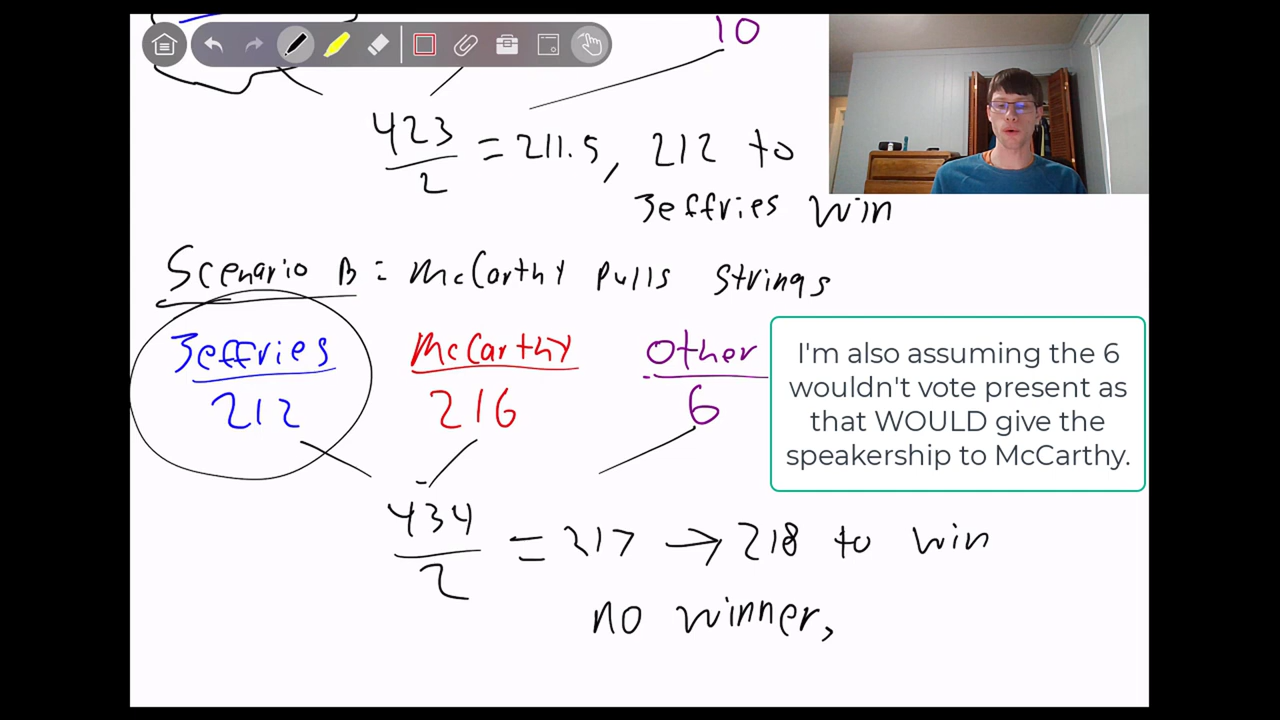 10
423
2
= 211.5, 212 to
Jeffries win
Scenario B = McCarthy pulls strings
Jeffries McCarthy Other
212 216 6
I'm also assuming the 6
wouldn't vote present as
that WOULD give the
speakership to McCarthy.
434
2
= 217 → 218 to win
no winner,